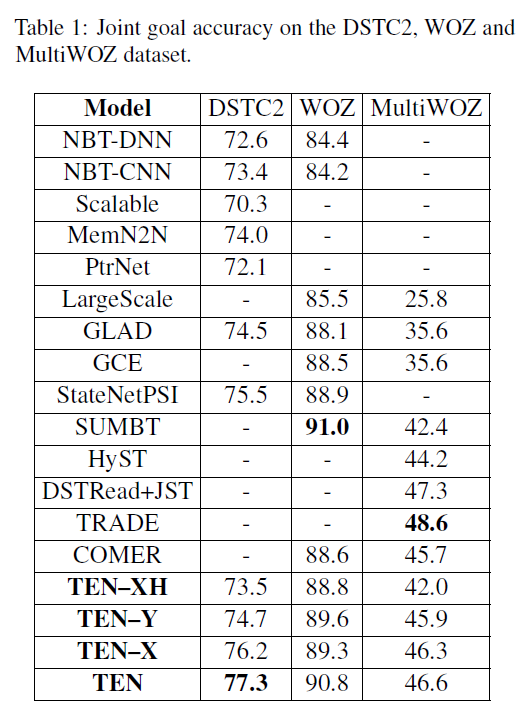 Table 1: Joint goal accuracy on the DSTC2, WOZ and
MultiWOZ dataset.
Model DSTC2 WOZ MultiWOZ
NBT-DNN 72.6 84.4 -
NBT-CNN 73.4 84.2 -
Scalable 70.3 - -
MemN2N 74.0 - -
PtrNet 72.1 - -
LargeScale - 85.5 25.8
GLAD 74.5 88.1 35.6
GCE - 88.5 35.6
StateNetPSI 75.5 88.9 -
SUMBT - 91.0 42.4
HyST - - 44.2
DSTRead+JST - - 47.3
TRADE - - 48.6
COMER - 88.6 45.7
TEN–XH 73.5 88.8 42.0
TEN–Y 74.7 89.6 45.9
TEN–X 76.2 89.3 46.3
TEN 77.3 90.8 46.6